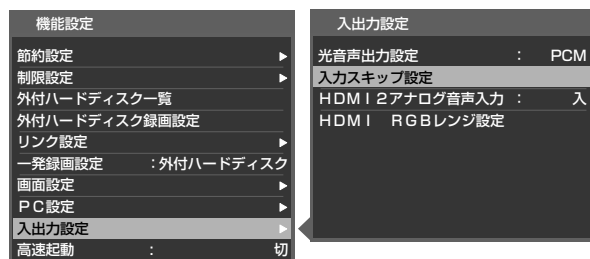 機能設定
節約設定
制限設定
外付ハードディスク一覧
外付ハードディスク録画設定
リンク設定
一発録画設定 ：外付ハードディスク
画面設定
ＰＣ設定
入出力設定
高速起動 ： 切
入出力設定
光音声出力設定 ： PCM
入力スキップ設定
ＨＤＭＩ２アナログ音声入力 ： 入
ＨＤＭＩ　ＲＧＢレンジ設定